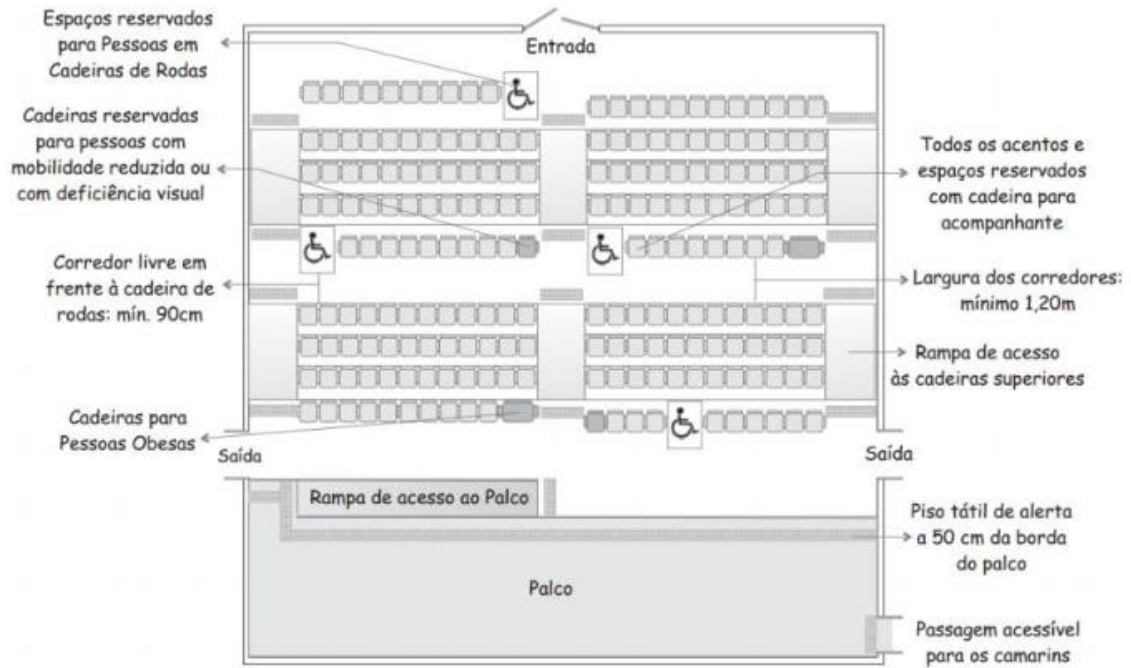 Espaços reservados
para Pessoas em
Cadeiras de Rodas
Entrada
Cadeiras reservadas
para pessoas com
mobilidade reduzida ou
com deficiência visual
Todos os acentos e
espaços reservados
com cadeira para
acompanhante
Corredor livre em
frente à cadeira de
rodas: mín. 90cm
Largura dos corredores:
mínimo 1,20m
Rampa de acesso
às cadeiras superiores
Cadeiras para
Pessoas Obesas
Saída
Saída
Rampa de acesso ao Palco
Piso tátil de alerta
a 50 cm da borda
do palco
Palco
Passagem acessível
para os camarins